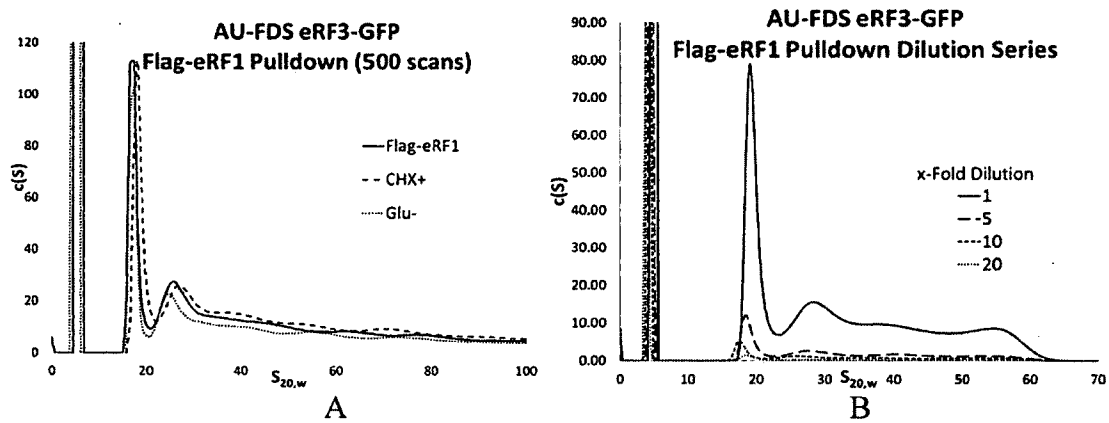 AU-FDS eRF3-GFP
Flag-eRF1 Pulldown (500 scans)
120
100
80
60
40
20
0
c(S)
Flag-eRF1
CHX+
Glu-
0 20 40 60 80 100
S20,w
A
AU-FDS eRF3-GFP
Flag-eRF1 Pulldown Dilution Series
90.00
80.00
70.00
60.00
50.00
40.00
30.00
20.00
10.00
0.00
c(S)
x-Fold Dilution
1
5
10
20
0 10 20 30 40 50 60 70
S20,w
B